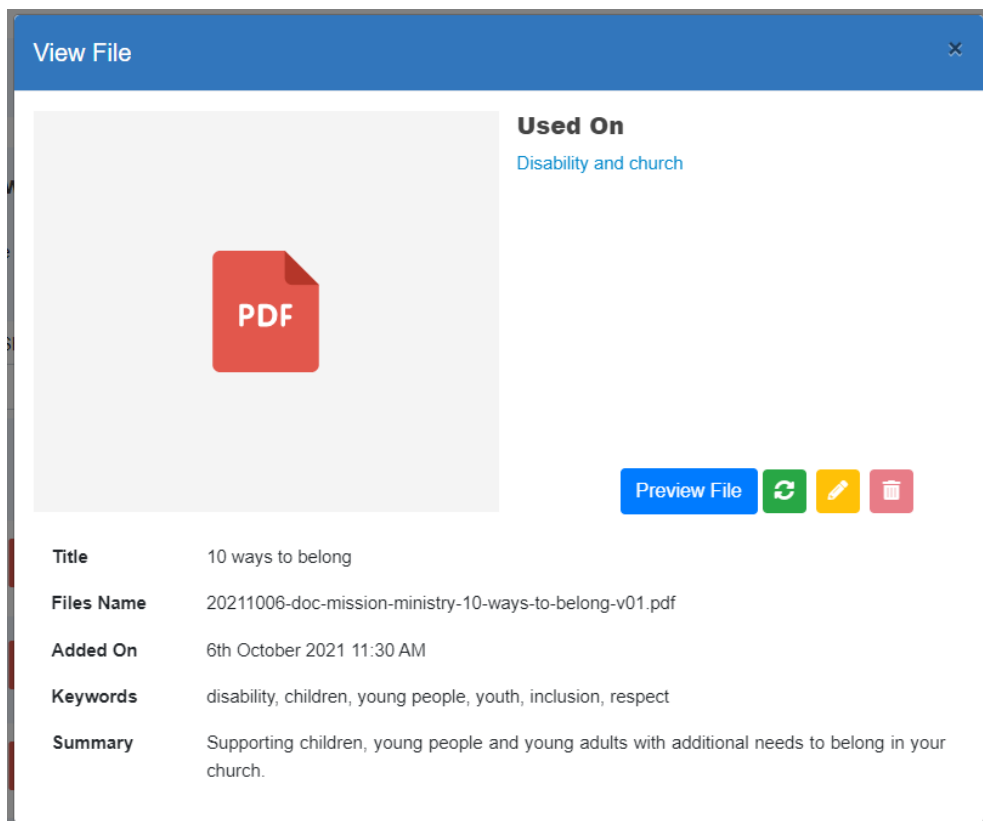 View File
×
Used On
Disability and church
PDF
Preview File
Title 10 ways to belong
Files Name 20211006-doc-mission-ministry-10-ways-to-belong-v01.pdf
Added On 6th October 2021 11:30 AM
Keywords disability, children, young people, youth, inclusion, respect
Summary Supporting children, young people and young adults with additional needs to belong in your
church.